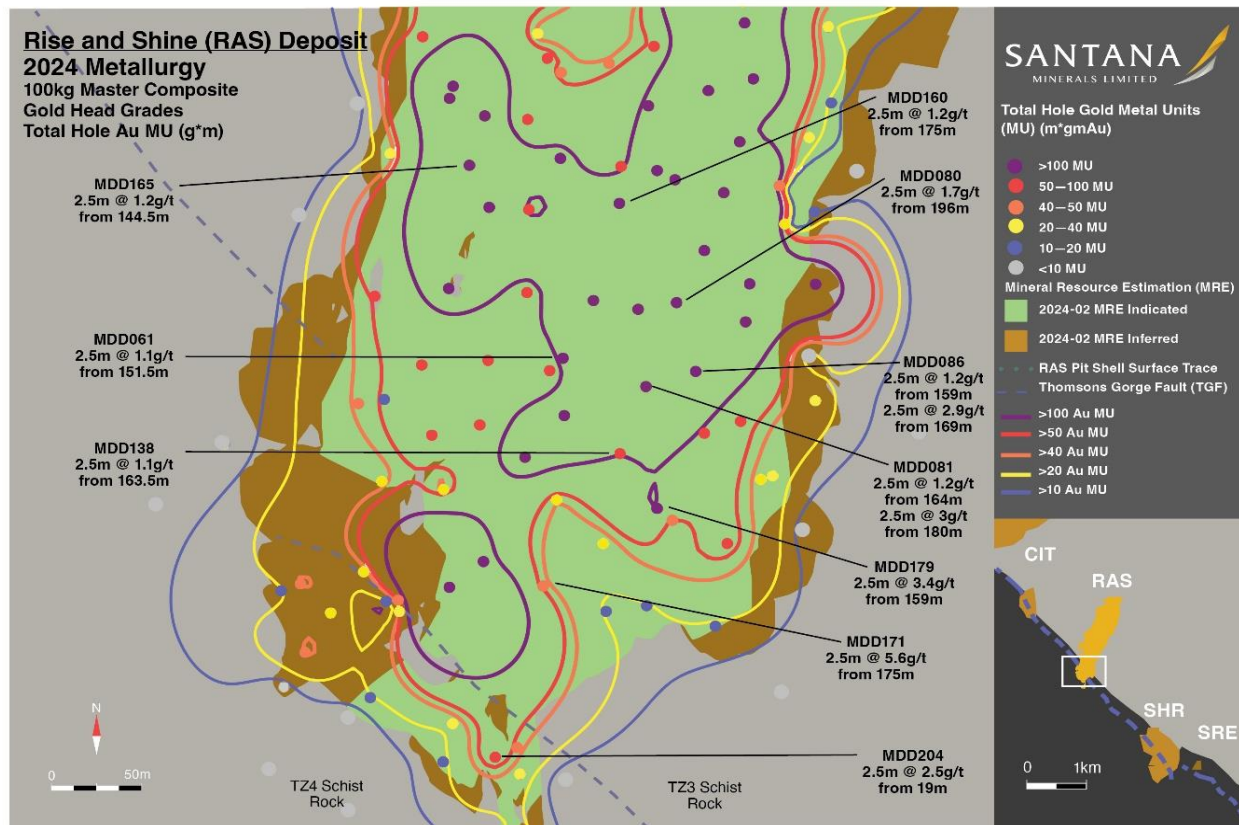 Rise and Shine (RAS) Deposit
2024 Metallurgy
100kg Master Composite
Gold Head Grades
Total Hole Au MU (g*m)
MDD165
2.5m @ 1.2g/t
from 144.5m
MDD061
2.5m @ 1.1g/t
from 151.5m
MDD138
2.5m @ 1.1g/t
from 163.5m
MDD160
2.5m @ 1.2g/t
from 175m
MDD080
2.5m @ 1.7g/t
from 196m
MDD086
2.5m @ 1.2g/t
from 159m
2.5m @ 2.9g/t
from 169m
MDD081
2.5m @ 1.2g/t
from 164m
2.5m @ 3g/t
from 180m
MDD179
2.5m @ 3.4g/t
from 159m
MDD171
2.5m @ 5.6g/t
from 175m
MDD204
2.5m @ 2.5g/t
from 19m
N
0 50m
TZ4 Schist
Rock
TZ3 Schist
Rock
SANTANA
MINERALS LIMITED
Total Hole Gold Metal Units
(MU) (m*gmAu)
>100 MU
50–100 MU
40–50 MU
20–40 MU
10–20 MU
<10 MU
Mineral Resource Estimation (MRE)
2024-02 MRE Indicated
2024-02 MRE Inferred
RAS Pit Shell Surface Trace
Thomsons Gorge Fault (TGF)
>100 Au MU
>50 Au MU
>40 Au MU
>20 Au MU
>10 Au MU
CIT
RAS
SHR
SRE
0 1km